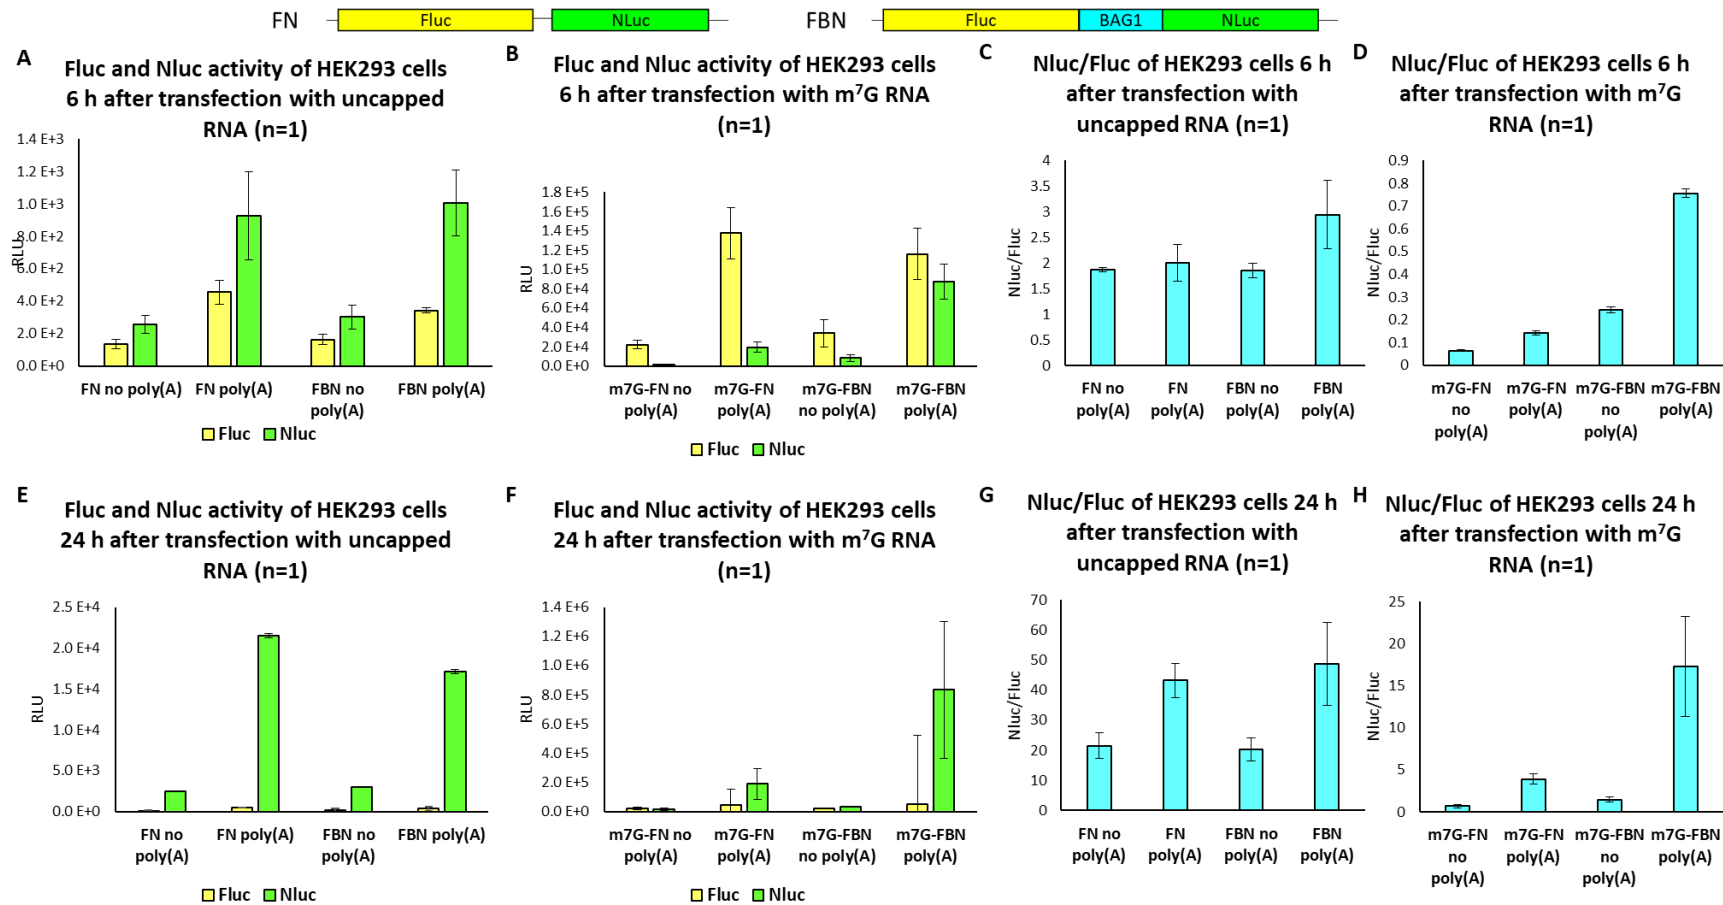 FN Fluc NLuc FBN Fluc BAG1 NLuc
A
Fluc and Nluc activity of HEK293 cells
6 h after transfection with uncapped
RNA (n=1)
1.4 E+3
1.2 E+3
1.0 E+3
8.0 E+2
6.0 E+2
4.0 E+2
2.0 E+2
0.0 E+0
RLU
FN no poly(A) FN poly(A) FBN no FBN poly(A)
poly(A)
Fluc Nluc
B
Fluc and Nluc activity of HEK293 cells
6 h after transfection with m⁷G RNA
(n=1)
1.8 E+5
1.6 E+5
1.4 E+5
1.2 E+5
1.0 E+5
8.0 E+4
6.0 E+4
4.0 E+4
2.0 E+4
0.0 E+0
RLU
m7G-FN no m7G-FN m7G-FBN m7G-FBN
poly(A) poly(A) no poly(A) poly(A)
Fluc Nluc
C
Nluc/Fluc of HEK293 cells 6 h
after transfection with
uncapped RNA (n=1)
4
3.5
3
2.5
2
1.5
1
0.5
0
Nluc/Fluc
FN no FN FBN no FBN
poly(A) poly(A) poly(A) poly(A)
D
Nluc/Fluc of HEK293 cells 6 h
after transfection with m⁷G
RNA (n=1)
0.9
0.8
0.7
0.6
0.5
0.4
0.3
0.2
0.1
0
Nluc/Fluc
m7G-FN m7G-FN m7G-FBN m7G-FBN
no poly(A) no poly(A)
poly(A) poly(A)
E
Fluc and Nluc activity of HEK293 cells
24 h after transfection with uncapped
RNA (n=1)
2.5 E+4
2.0 E+4
1.5 E+4
1.0 E+4
5.0 E+3
0.0 E+0
RLU
FN no FN poly(A) FBN no FBN poly(A)
poly(A) poly(A)
Fluc Nluc
F
Fluc and Nluc activity of HEK293 cells
24 h after transfection with m⁷G RNA
(n=1)
1.4 E+6
1.2 E+6
1.0 E+6
8.0 E+5
6.0 E+5
4.0 E+5
2.0 E+5
0.0 E+0
RLU
m7G-FN no m7G-FN m7G-FBN m7G-FBN
poly(A) poly(A) no poly(A) poly(A)
Fluc Nluc
G
Nluc/Fluc of HEK293 cells 24 h
after transfection with
uncapped RNA (n=1)
70
60
50
40
30
20
10
0
Nluc/Fluc
FN no FN FBN no FBN
poly(A) poly(A) poly(A) poly(A)
H
Nluc/Fluc of HEK293 cells 24 h
after transfection with m⁷G
RNA (n=1)
25
20
15
10
5
0
Nluc/Fluc
m7G-FN m7G-FN m7G-FBN m7G-FBN
no poly(A) no poly(A)
poly(A) poly(A)